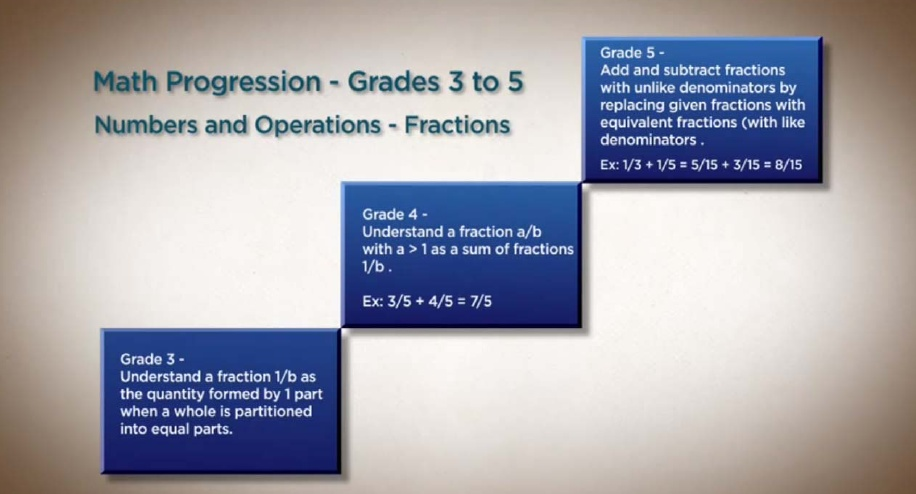 Math Progression - Grades 3 to 5
Numbers and Operations - Fractions
Grade 5 -
Add and subtract fractions
with unlike denominators by
replacing given fractions with
equivalent fractions (with like
denominators .
Ex: 1/3 + 1/5 = 5/15 + 3/15 = 8/15
Grade 4 -
Understand a fraction a/b
with a > 1 as a sum of fractions
1/b .
Ex: 3/5 + 4/5 = 7/5
Grade 3 -
Understand a fraction 1/b as
the quantity formed by 1 part
when a whole is partitioned
into equal parts.